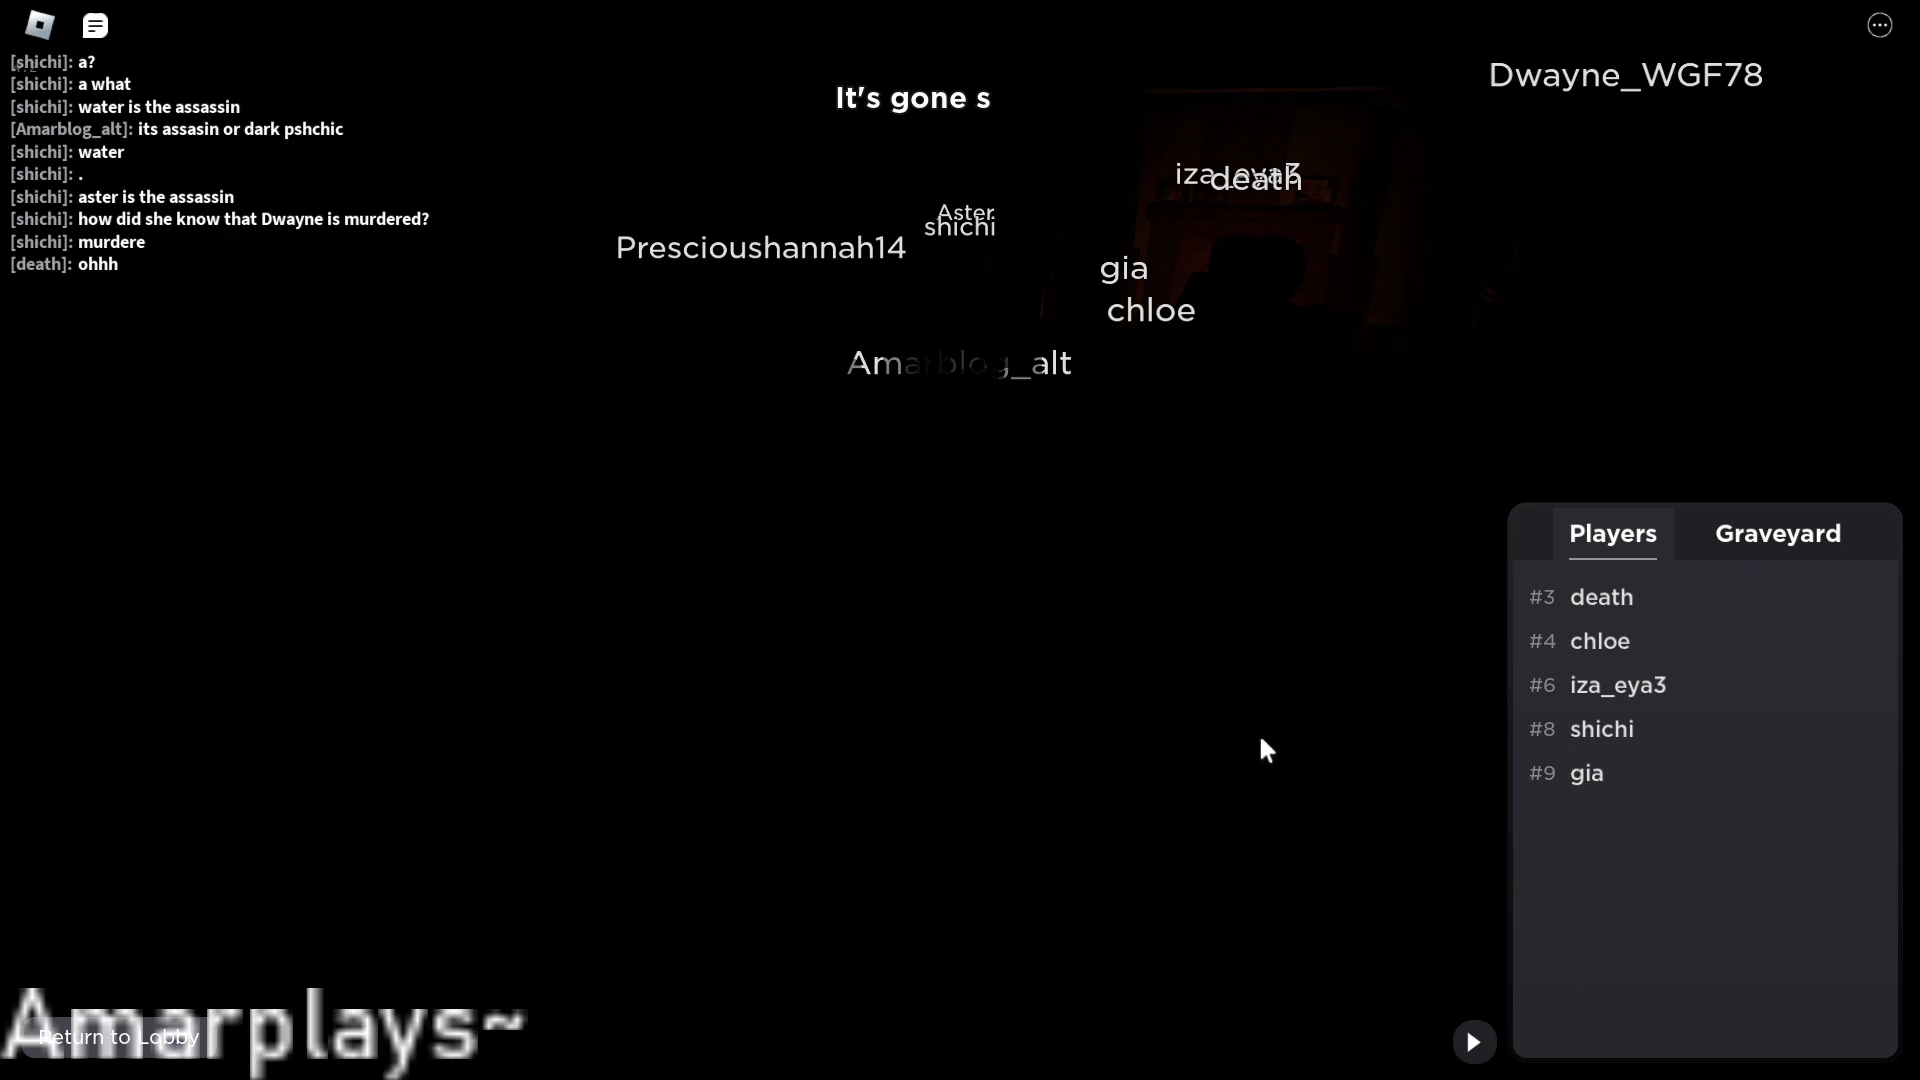 [shichi]: a?
[shichi]: a what
[shichi]: water is the assassin
[Amarblog_alt]: its assasin or dark pshchic
[shichi]: water
[shichi]: .
[shichi]: aster is the assassin
[shichi]: how did she know that Dwayne is murdered?
[shichi]: murdere
[death]: ohhh
It's gone s
Dwayne_WGF78
iza_eya3
death
Aster
shichi
Prescioushannah14
gia
chloe
Amarblog_alt
Players Graveyard
#3 death
#4 chloe
#6 iza_eya3
#8 shichi
#9 gia
Amarplays~
Return to Lobby